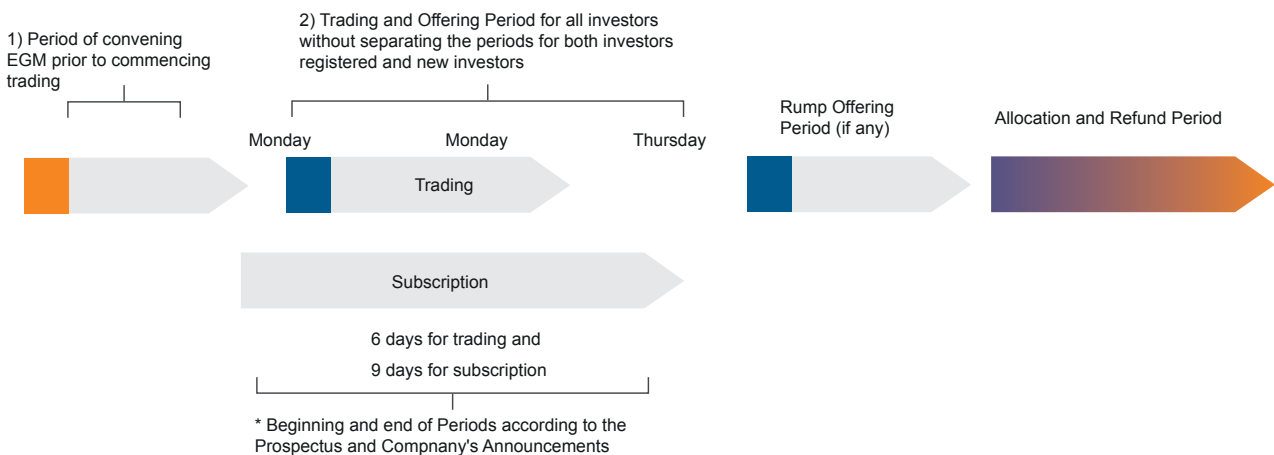 1) Period of convening
EGM prior to commencing
trading
2) Trading and Offering Period for all investors
without separating the periods for both investors
registered and new investors
Monday
Monday
Thursday
Rump Offering
Period (if any)
Allocation and Refund Period
Trading
Subscription
6 days for trading and
9 days for subscription
* Beginning and end of Periods according to the
Prospectus and Compnany's Announcements